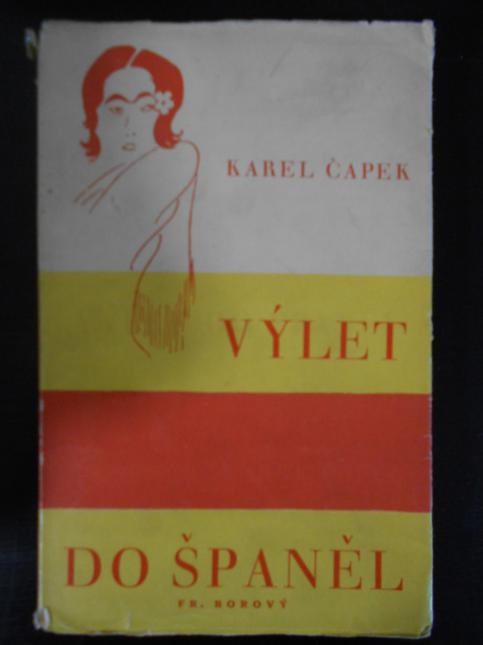 KAREL ČAPEK
VÝLET
DO ŠPANĚL
FR. BOROVÝ